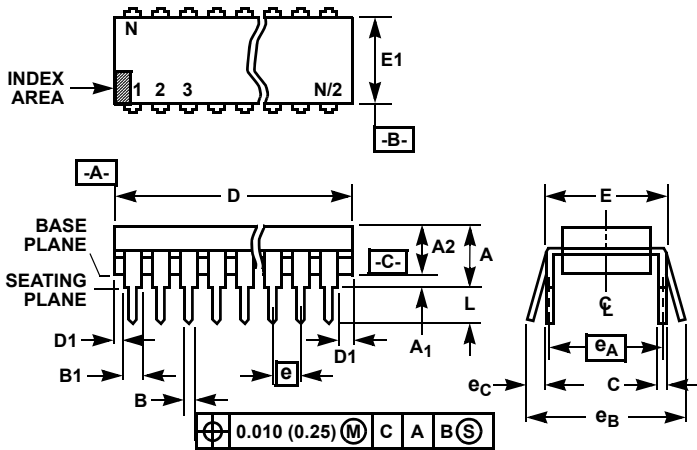 N
INDEX
AREA
1 2 3 N/2
E1
-B-
-A-
D
E
BASE
PLANE
A2
A
-C-
SEATING
PLANE
L
C
L
D1
A1
D1
eA
B1
e
eC
C
B
eB
0.010 (0.25) M C A B S